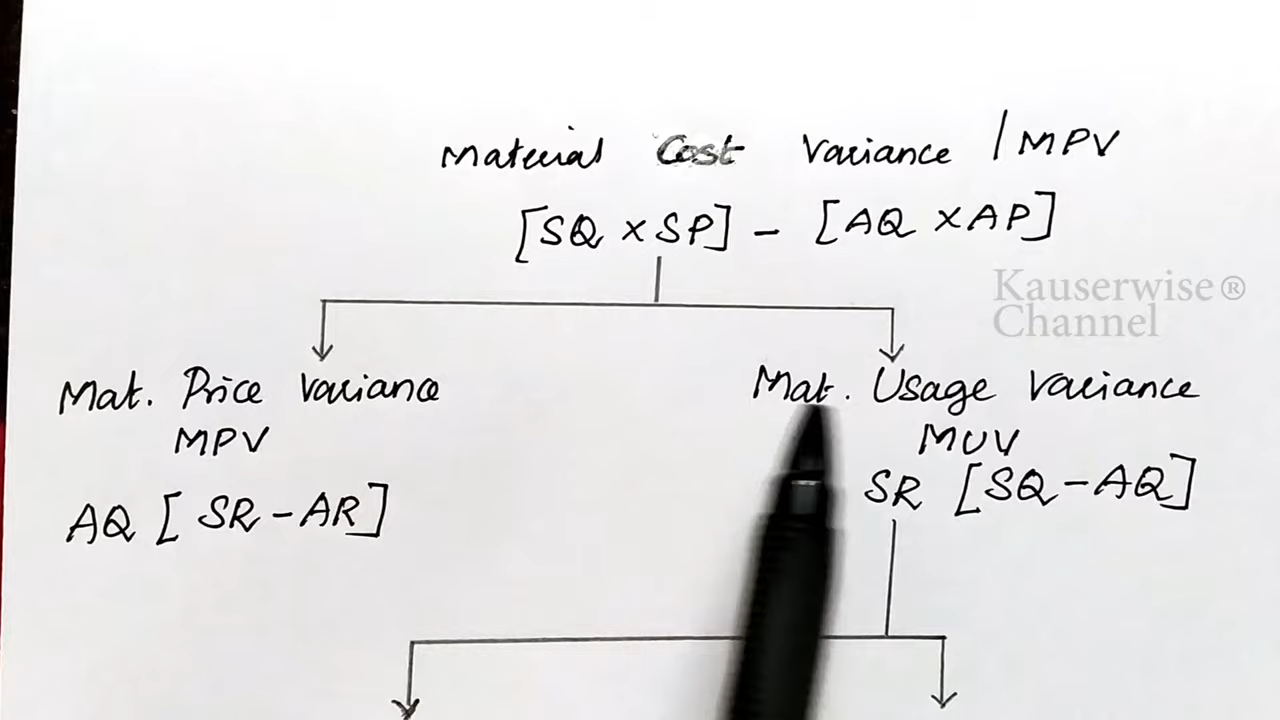 Material Cost Variance / MPV
[SQ × SP] - [AQ × AP]
Kauserwise®
Channel
Mat. Price Variance
MPV
AQ [SR - AR]
Mat. Usage Variance
MUV
SR [SQ - AQ]